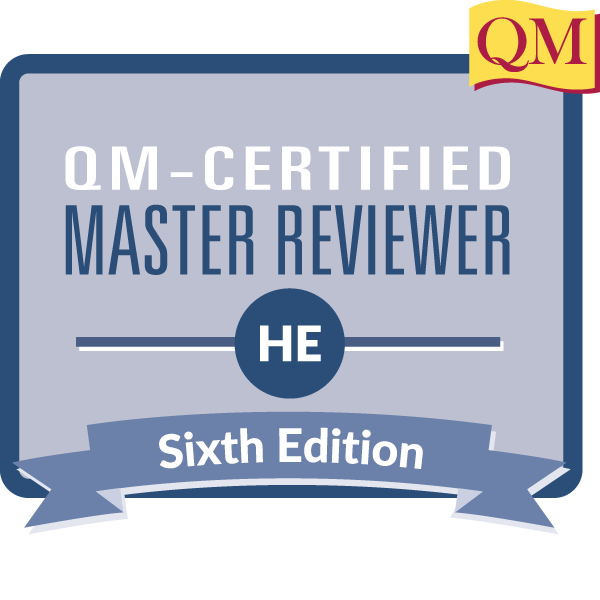 QM
QM-CERTIFIED
MASTER REVIEWER
HE
Sixth Edition